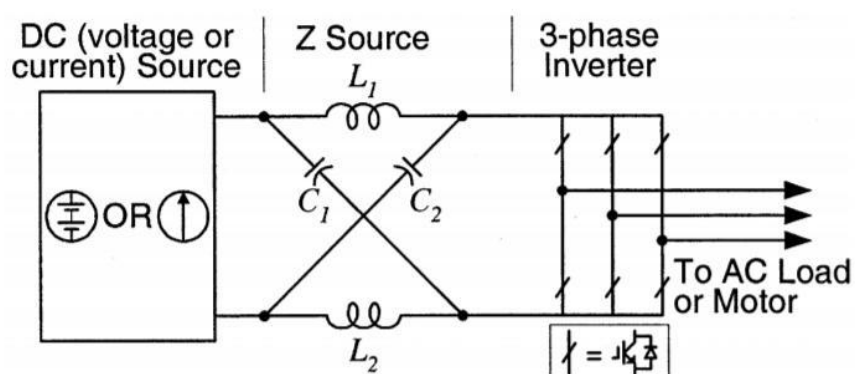 DC (voltage or
current) Source
Z Source
3-phase
Inverter
L1
C1
C2
OR
L2
To AC Load
or Motor
=